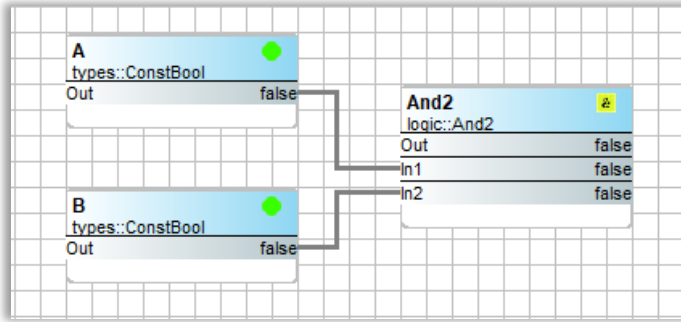 A
types::ConstBool
Out false
And2
logic::And2
Out false
In1 false
In2 false
B
types::ConstBool
Out false